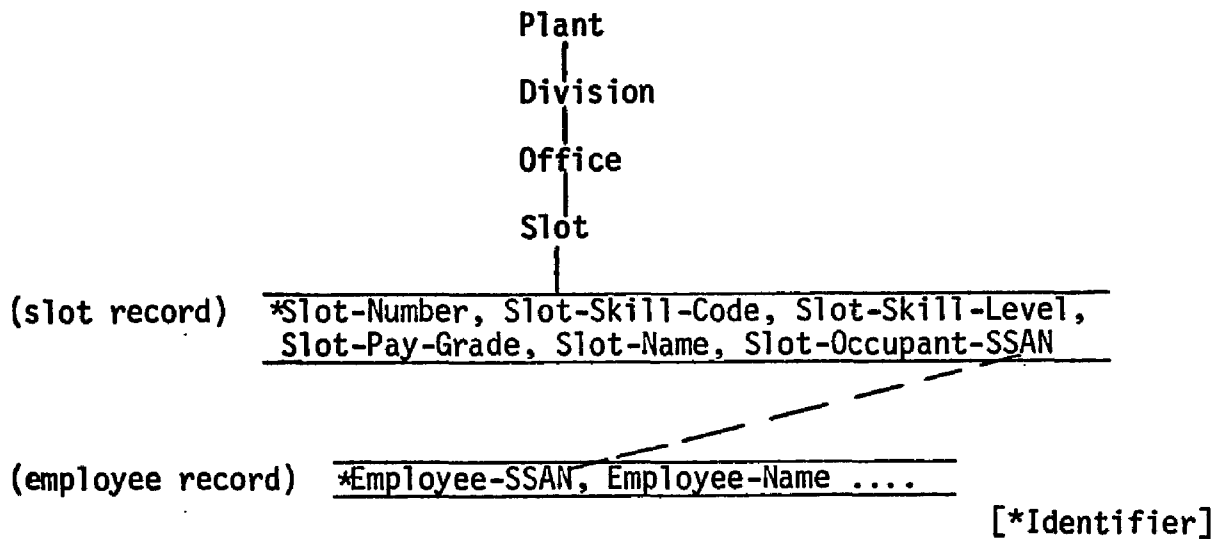 Plant
Division
Office
Slot
(slot record) *Slot-Number, Slot-Skill-Code, Slot-Skill-Level,
Slot-Pay-Grade, Slot-Name, Slot-Occupant-SSAN
(employee record) *Employee-SSAN, Employee-Name ....
[*Identifier]